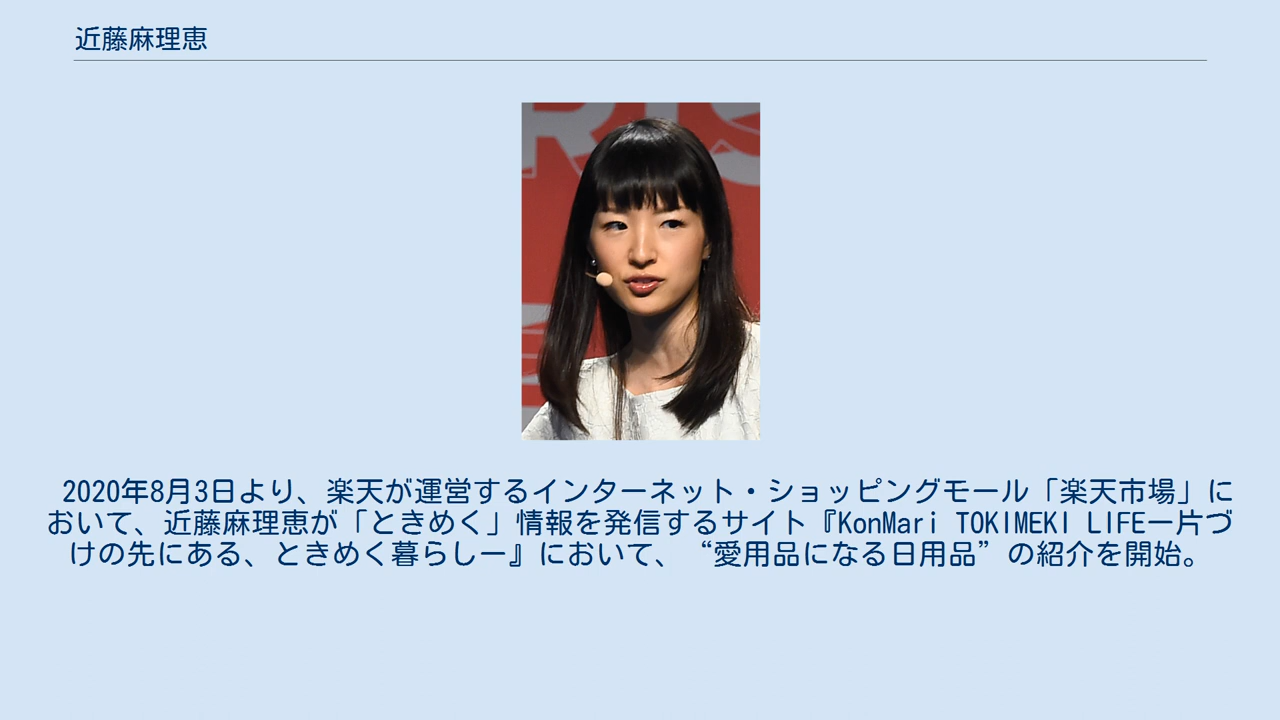 近藤麻理恵
2020年8月3日より、楽天が運営するインターネット・ショッピングモール「楽天市場」に
おいて、近藤麻理恵が「ときめく」情報を発信するサイト『KonMari TOKIMEKI LIFEー片づ
けの先にある、ときめく暮らしー』において、“愛用品になる日用品”の紹介を開始。